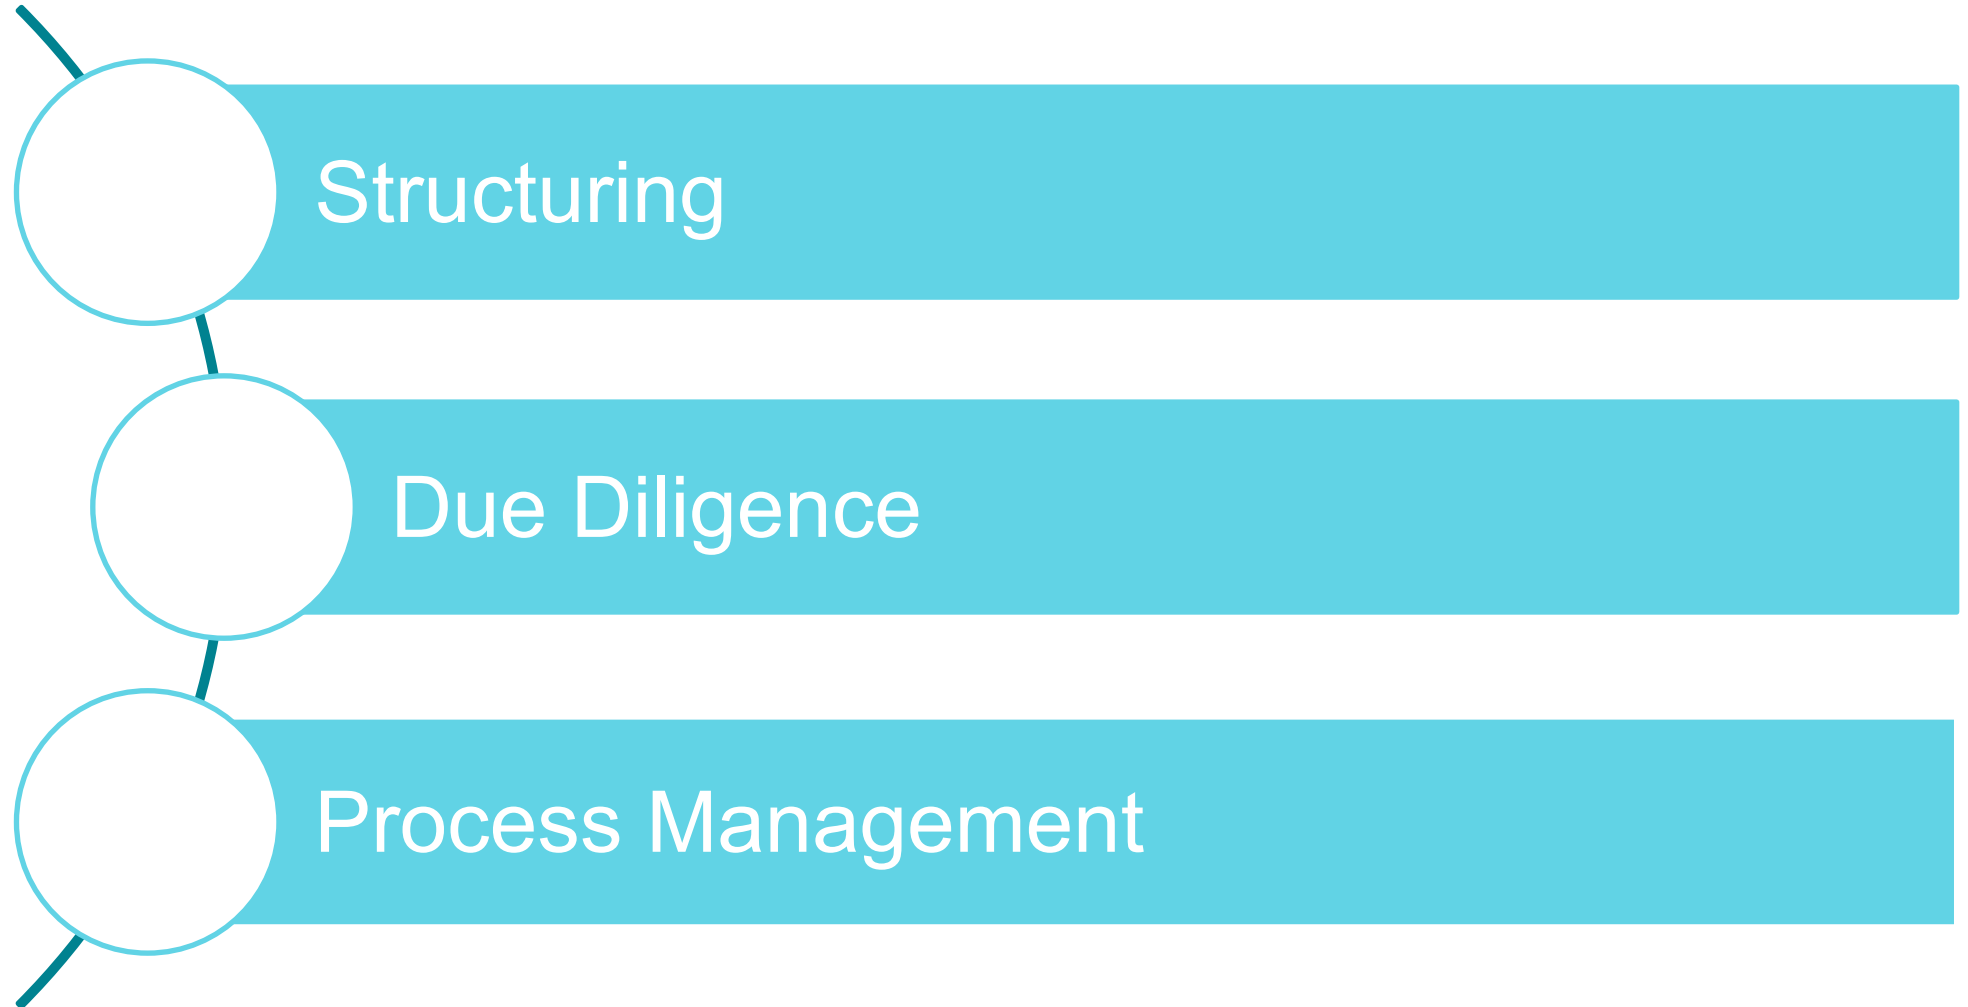 Structuring
Due Diligence
Process Management